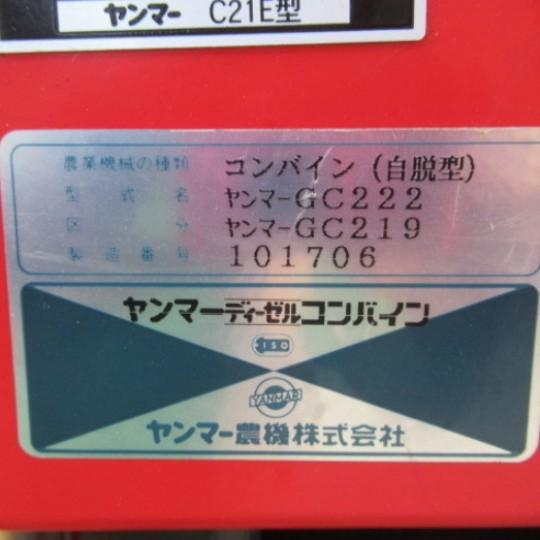 ヤンマー C21E型
農業機械の種類 コンバイン(自脱型)
型式名 ヤンマーGC222
区分 ヤンマーGC219
製造番号 101706
ヤンマーディーゼルコンバイン
ISO
YANMAR
ヤンマー農機株式会社